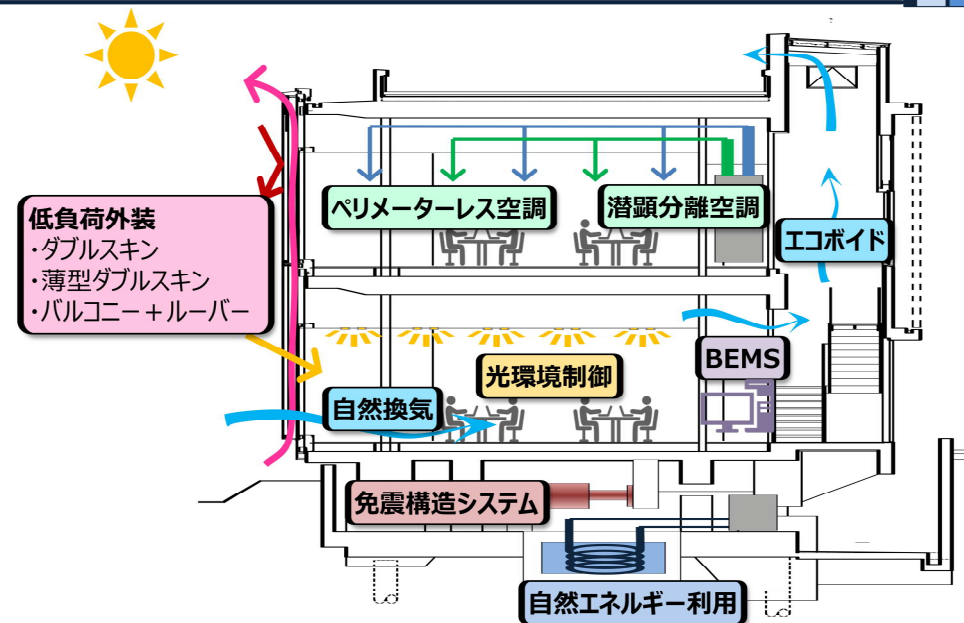 低負荷外装
・ダブルスキン
・薄型ダブルスキン
・バルコニー＋ルーバー
ペリメーターレス空調
潜顕分離空調
エコボイド
光環境制御
BEMS
自然換気
免震構造システム
自然エネルギー利用